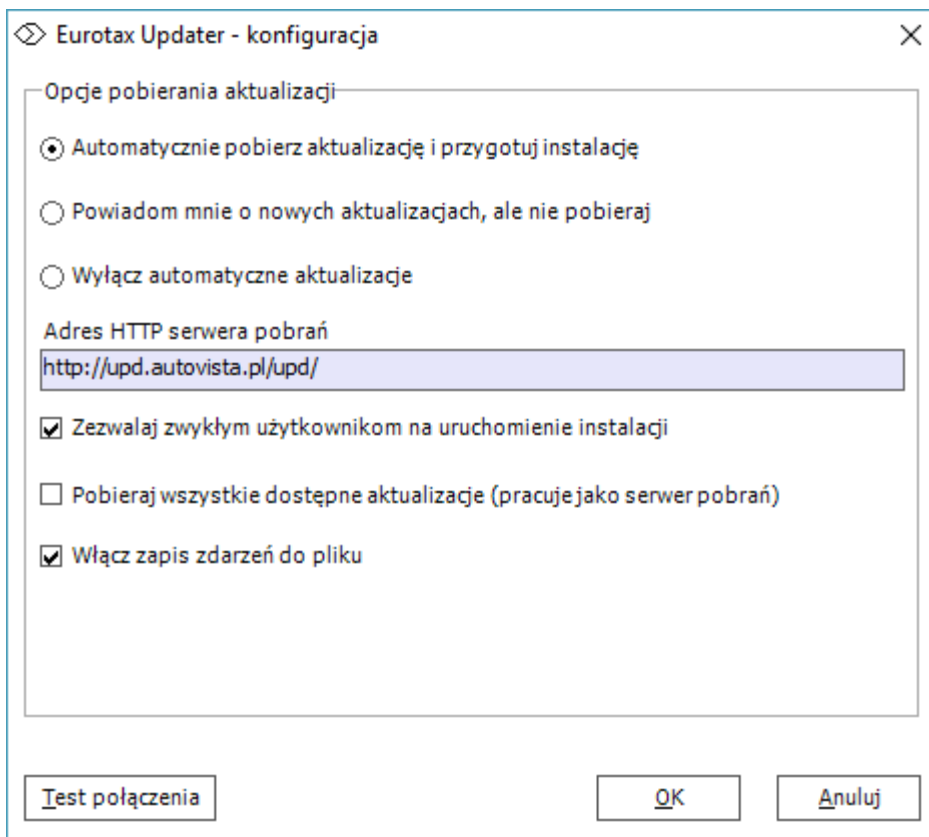 Eurotax Updater - konfiguracja
Opcje pobierania aktualizacji
Automatycznie pobierz aktualizację i przygotuj instalację
Powiadom mnie o nowych aktualizacjach, ale nie pobieraj
Wyłącz automatyczne aktualizacje
Adres HTTP serwera pobrań
http://upd.autovista.pl/upd/
Zezwalaj zwykłym użytkownikom na uruchomienie instalacji
Pobieraj wszystkie dostępne aktualizacje (pracuje jako serwer pobrań)
Włącz zapis zdarzeń do pliku
Test połączenia OK Anuluj